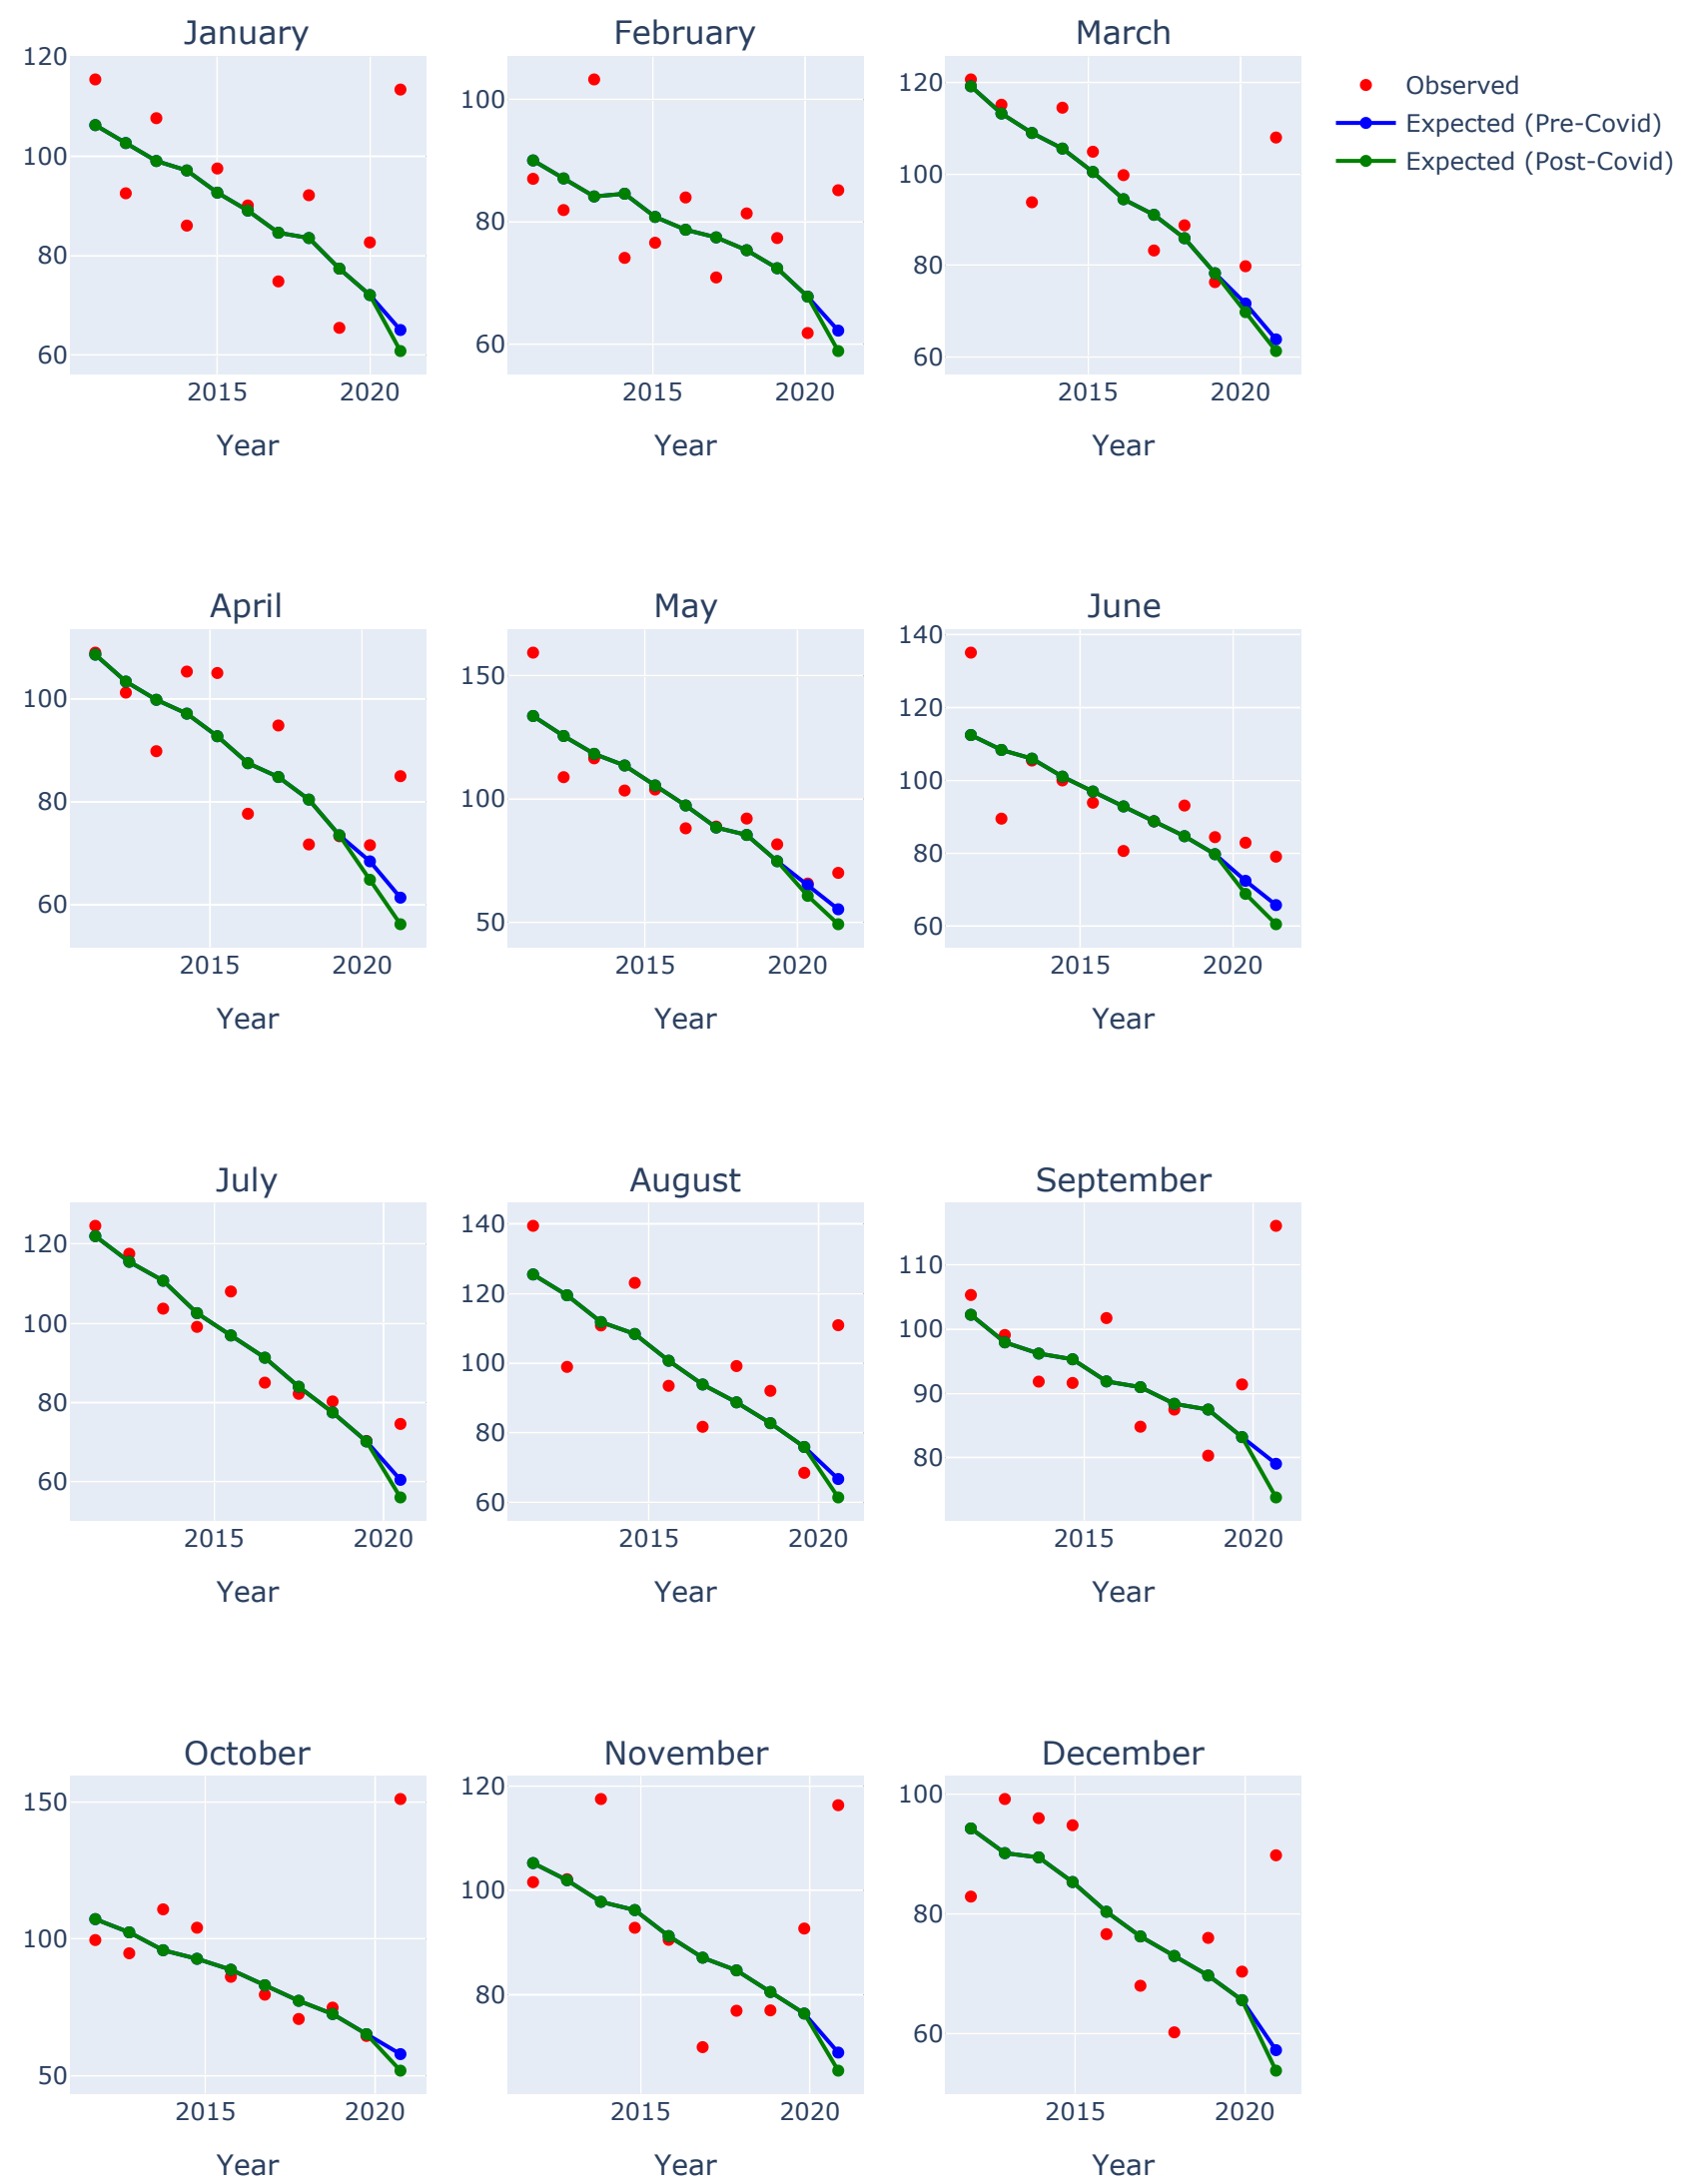 January February March
120
100
80
60
2015 2020
Year
100
80
60
2015 2020
Year
120
100
80
60
2015 2020
Year
Observed
Expected (Pre-Covid)
Expected (Post-Covid)
April May June
100
80
60
2015 2020
Year
150
100
50
2015 2020
Year
140
120
100
80
60
2015 2020
Year
July August September
120
100
80
60
2015 2020
Year
140
120
100
80
60
2015 2020
Year
110
100
90
80
2015 2020
Year
October November December
150
100
50
2015 2020
Year
120
100
80
2015 2020
Year
100
80
60
2015 2020
Year